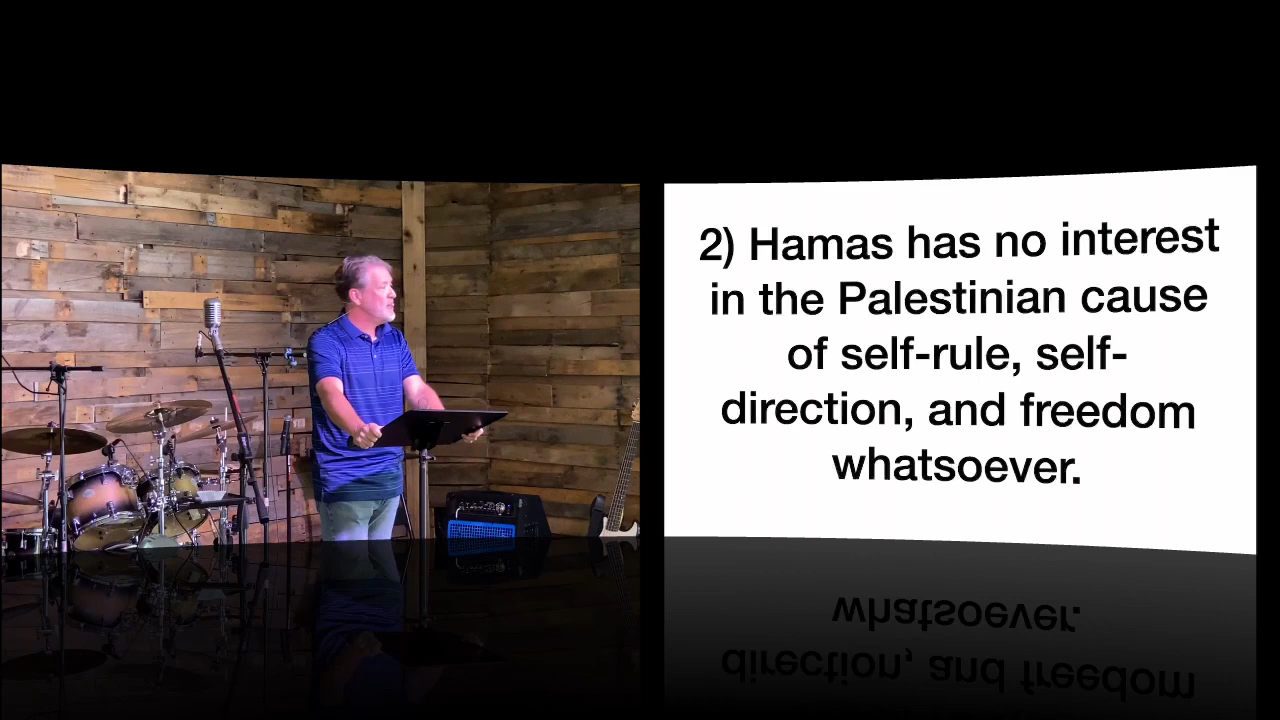 2) Hamas has no interest
in the Palestinian cause
of self-rule, self-
direction, and freedom
whatsoever.